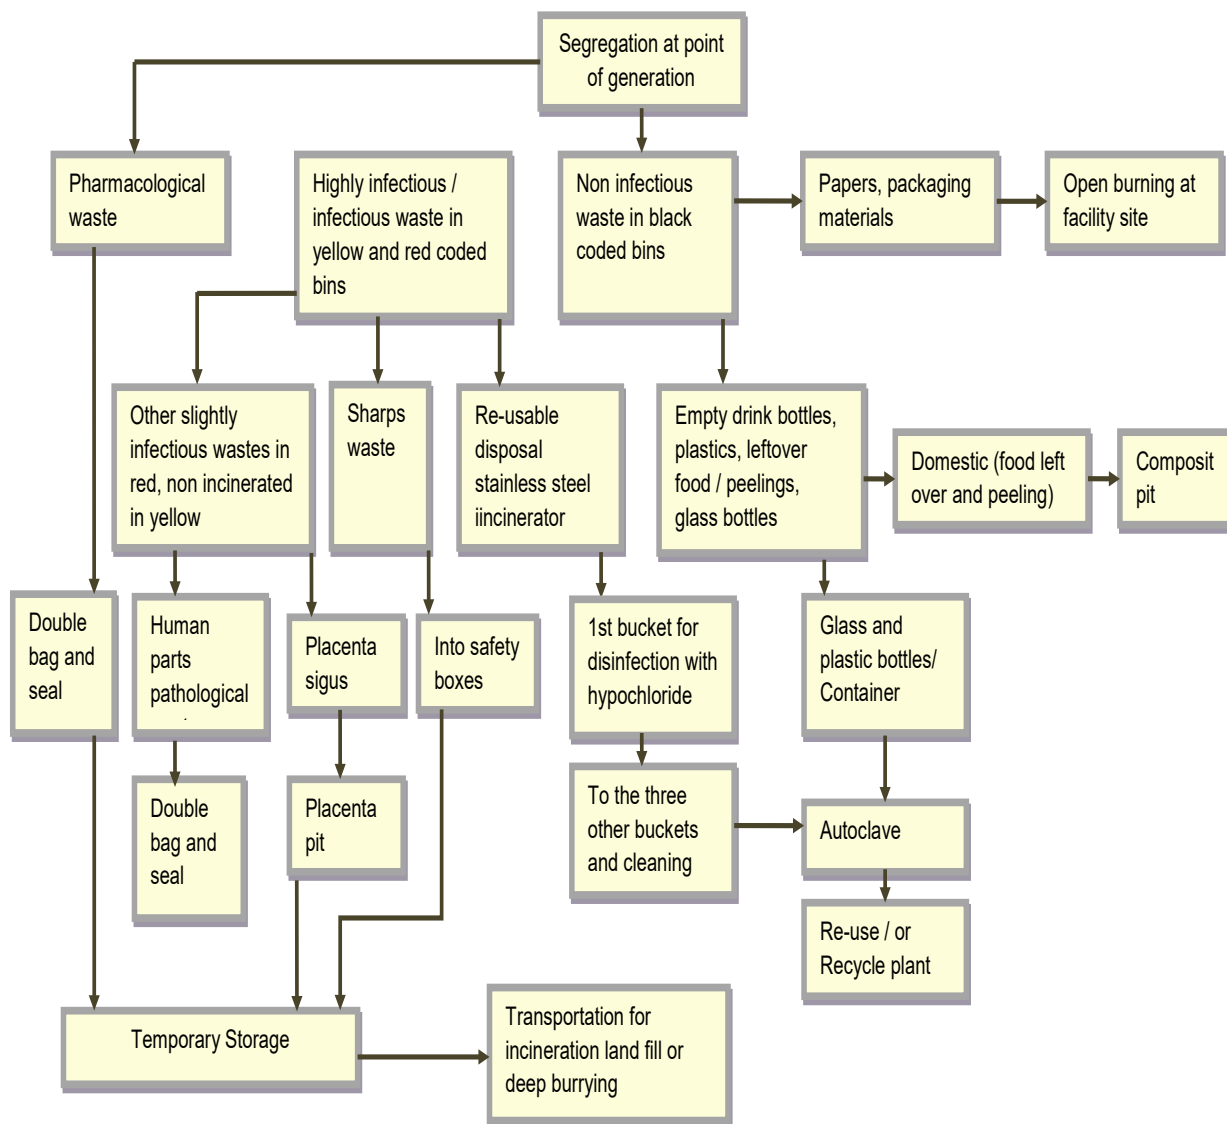 Segregation at point
of generation
Pharmacological
waste
Highly infectious /
infectious waste in
yellow and red coded
bins
Non infectious
waste in black
coded bins
Papers, packaging
materials
Open burning at
facility site
Other slightly
infectious wastes in
red, non incinerated
in yellow
Sharps
waste
Re-usable
disposal
stainless steel
iincinerator
Empty drink bottles,
plastics, leftover
food / peelings,
glass bottles
Domestic (food left
over and peeling)
Composit
pit
Double
bag and
seal
Human
parts
pathological
Placenta
sigus
Into safety
boxes
1st bucket for
disinfection with
hypochloride
Glass and
plastic bottles/
Container
Double
bag and
seal
Placenta
pit
To the three
other buckets
and cleaning
Autoclave
Re-use / or
Recycle plant
Temporary Storage
Transportation for
incineration land fill or
deep burrying